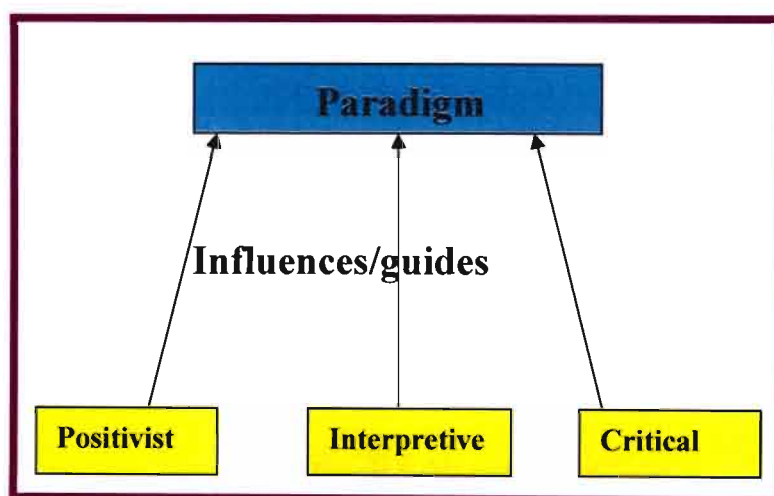 Paradigm
Influences/guides
Positivist
Interpretive
Critical